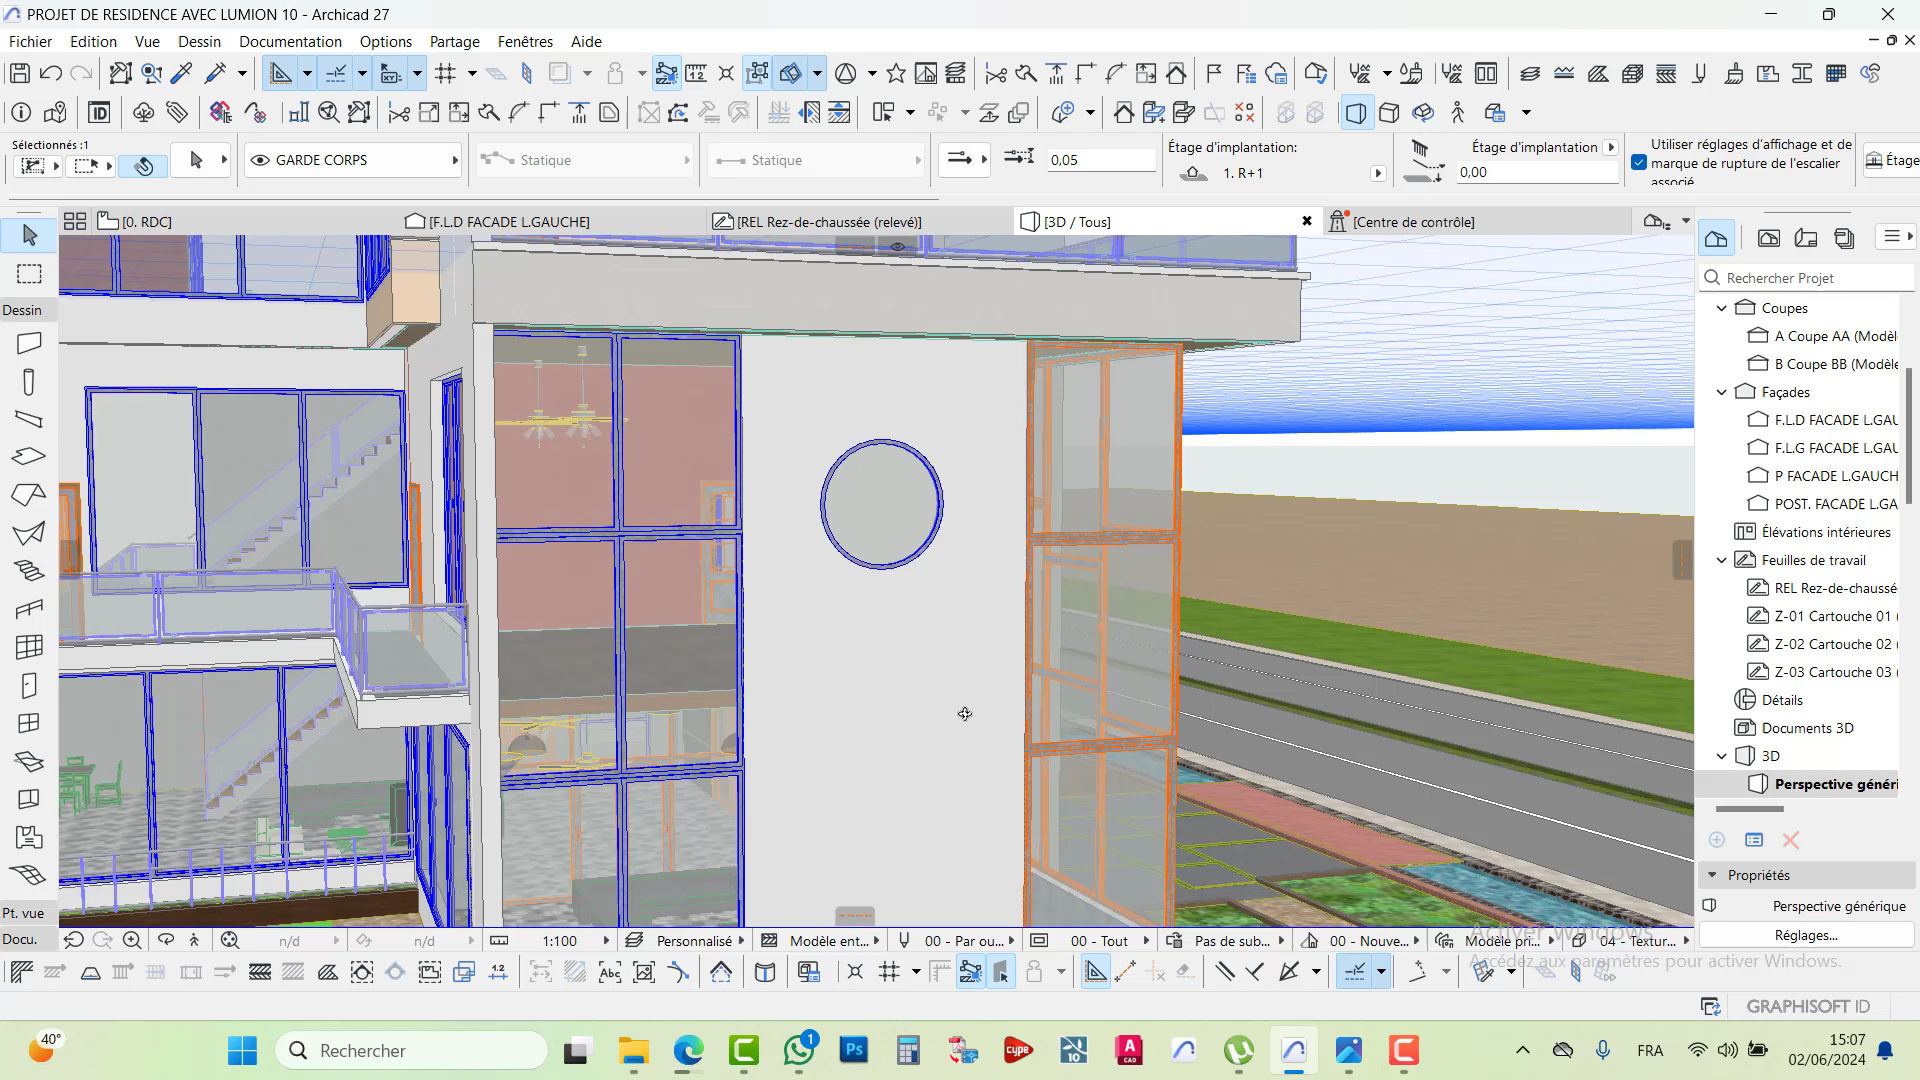 PROJET DE RESIDENCE AVEC LUMION 10 - Archicad 27
Fichier Edition Vue Dessin Documentation Options Partage Fenêtres Aide
Sélectionnés :1
GARDE CORPS
Statique
Statique
0,05
Étage d'implantation:
1. R+1
Étage d'implantation
0,00
Utiliser réglages d'affichage et de
marque de rupture de l'escalier
associé
Étage
[0. RDC]
[F.L.D FACADE L.GAUCHE]
[REL Rez-de-chaussée (relevé)]
[3D / Tous]
[Centre de contrôle]
Dessin
Pt. vue
Docu.
Rechercher Projet
Coupes
A Coupe AA (Modèl
B Coupe BB (Modèle
Façades
F.L.D FACADE L.GAU
F.L.G FACADE L.GAU
P FACADE L.GAUCH
POST. FACADE L.GA
Élévations intérieures
Feuilles de travail
REL Rez-de-chaussé
Z-01 Cartouche 01 (
Z-02 Cartouche 02 (
Z-03 Cartouche 03 (
Détails
Documents 3D
3D
Perspective généri
Propriétés
Perspective générique
Réglages...
n/d
n/d
1:100
Personnalisé
Modèle ent...
00 - Par ou...
00 - Tout
Pas de sub...
00 - Nouve...
Modèle pri...
04 - Textur...
Activer Windows
Accédez aux paramètres pour activer Windows.
GRAPHISOFT ID
40°
Rechercher
1
Ps
cype
10
A
CAD
FRA
15:07
02/06/2024